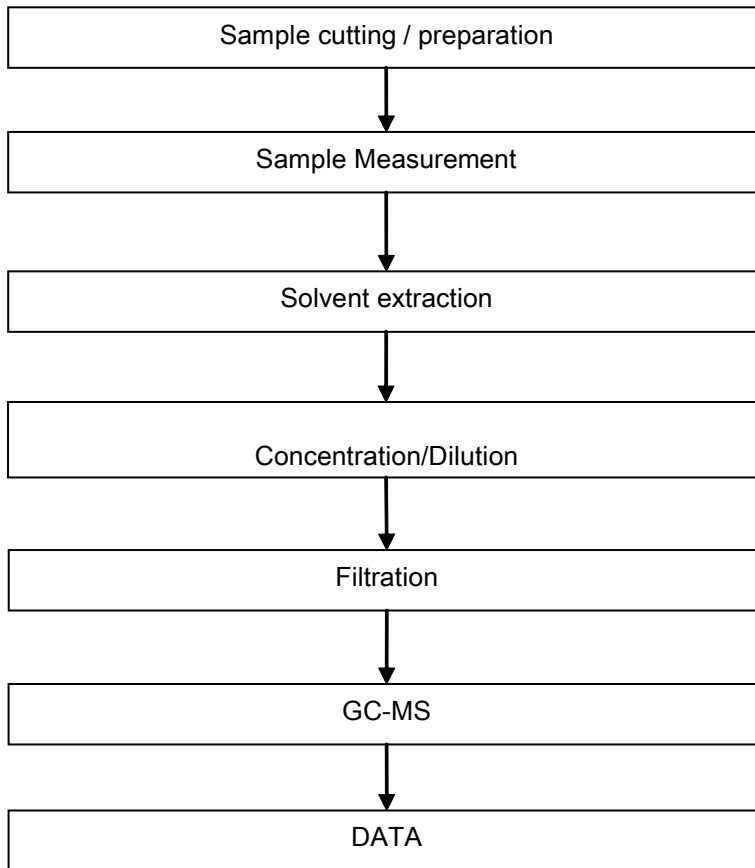 Sample cutting / preparation
Sample Measurement
Solvent extraction
Concentration/Dilution
Filtration
GC-MS
DATA